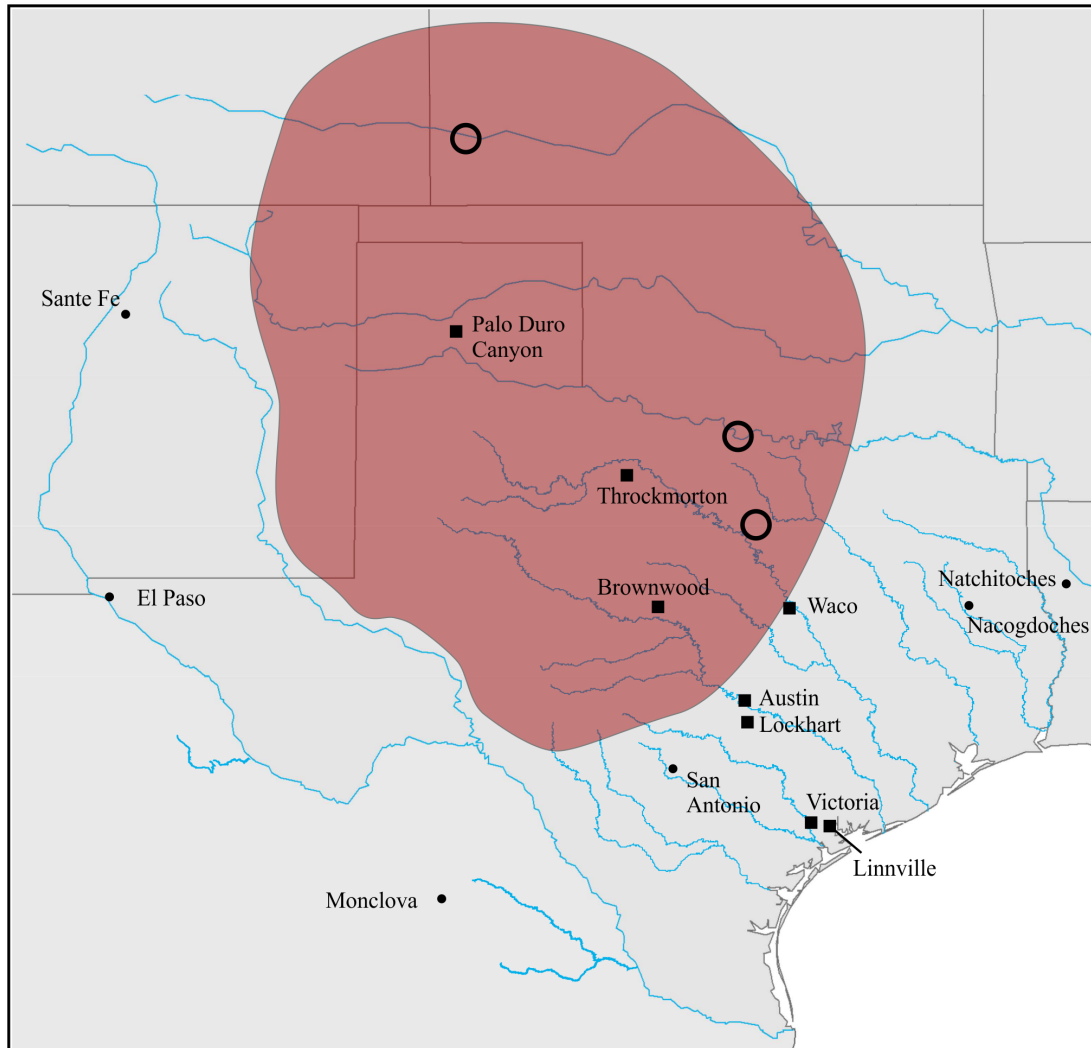 Sante Fe
Palo Duro
Canyon
Throckmorton
Natchitoches
El Paso
Brownwood
Waco
Nacogdoches
Austin
Lockhart
San
Antonio
Victoria
Linnville
Monclova